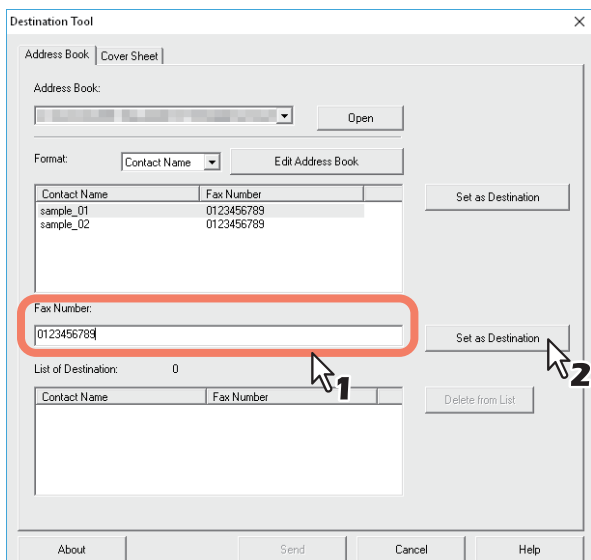 Destination Tool
Address Book Cover Sheet
Address Book:
Open
Format: Contact Name Edit Address Book
Contact Name Fax Number
Set as Destination
sample_01 0123456789
sample_02 0123456789
Fax Number:
0123456789
Set as Destination
List of Destination: 0
1
2
Contact Name Fax Number
Delete from List
About Send Cancel Help